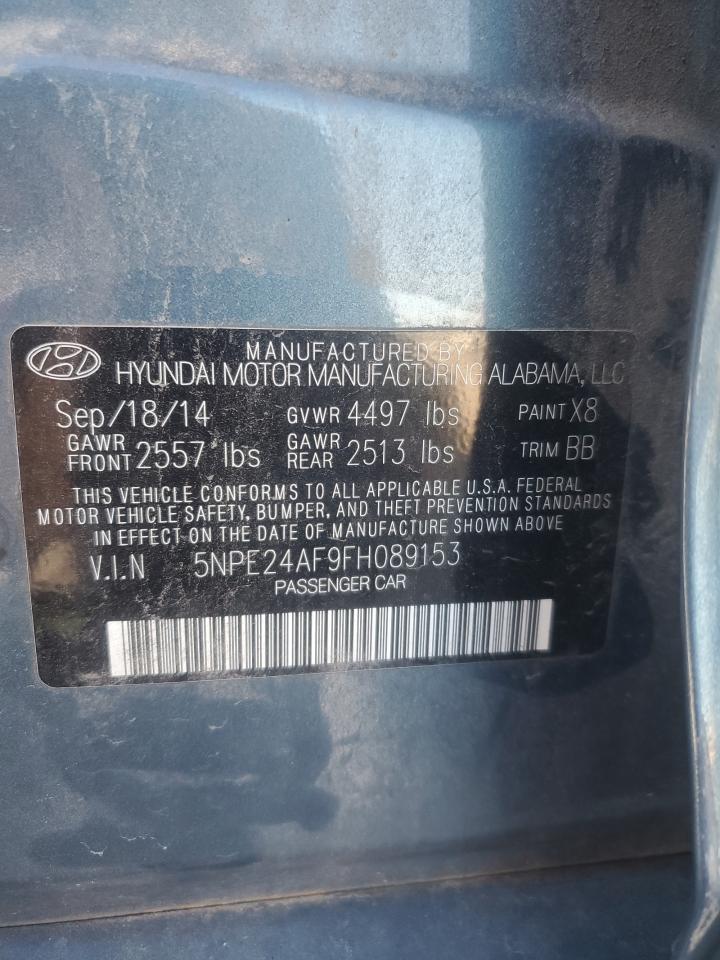 MANUFACTURED BY
HYUNDAI MOTOR MANUFACTURING ALABAMA, LLC
Sep/18/14 GVWR 4497 lbs PAINT X8
GAWR FRONT 2557 lbs GAWR REAR 2513 lbs TRIM BB
THIS VEHICLE CONFORMS TO ALL APPLICABLE U.S.A. FEDERAL
MOTOR VEHICLE SAFETY, BUMPER, AND THEFT PREVENTION STANDARDS
IN EFFECT ON THE DATE OF MANUFACTURE SHOWN ABOVE
V.I.N 5NPE24AF9FH089153
PASSENGER CAR